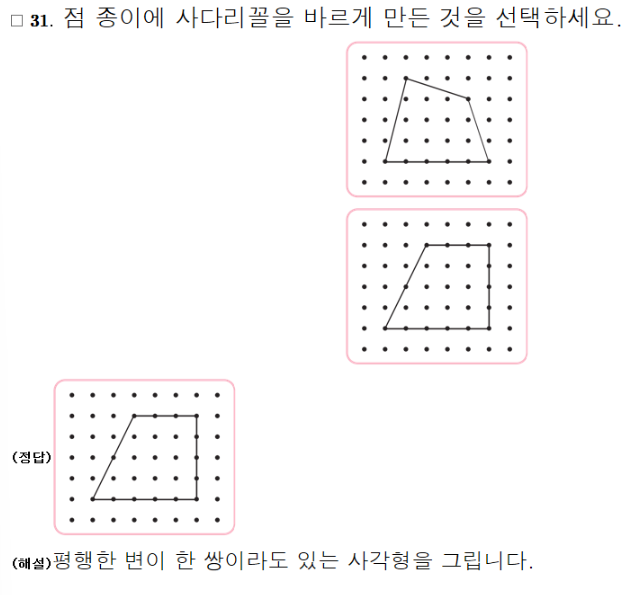 □ 31. 점 종이에 사다리꼴을 바르게 만든 것을 선택하세요.
(정답)
(해설)평행한 변이 한 쌍이라도 있는 사각형을 그립니다.